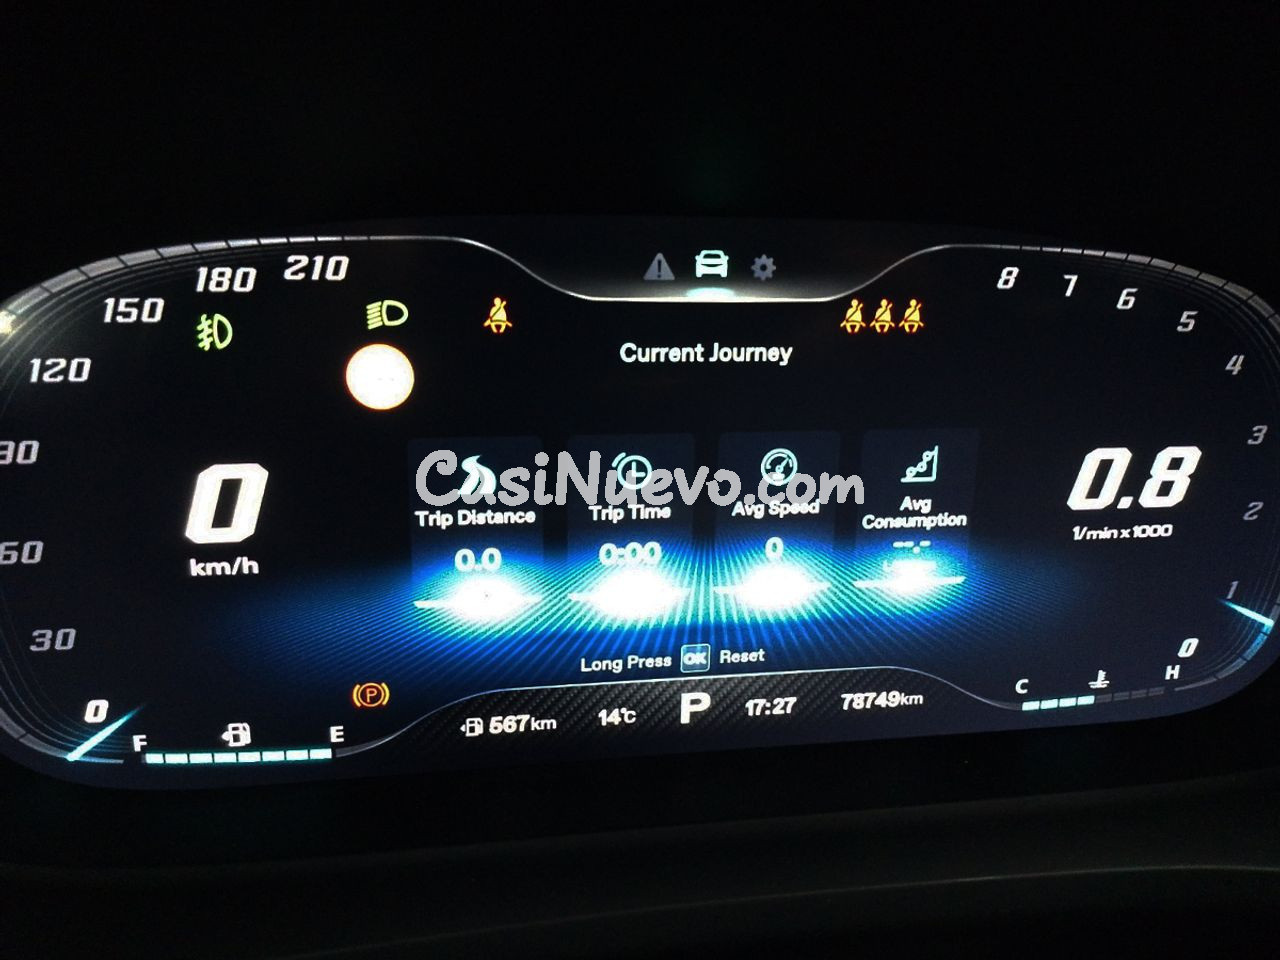 210
180
150
120
90
60
30
0
8
7
6
5
4
3
2
1
0
Current Journey
CasiNuevo.com
0
km/h
0.8
1/min x 1000
Trip Distance
0.0
Trip Time
0:00
Avg Speed
0
Avg
Consumption
--.-
Long Press OK Reset
P
F
E
567km
14°C
P
17:27
78749km
C
H